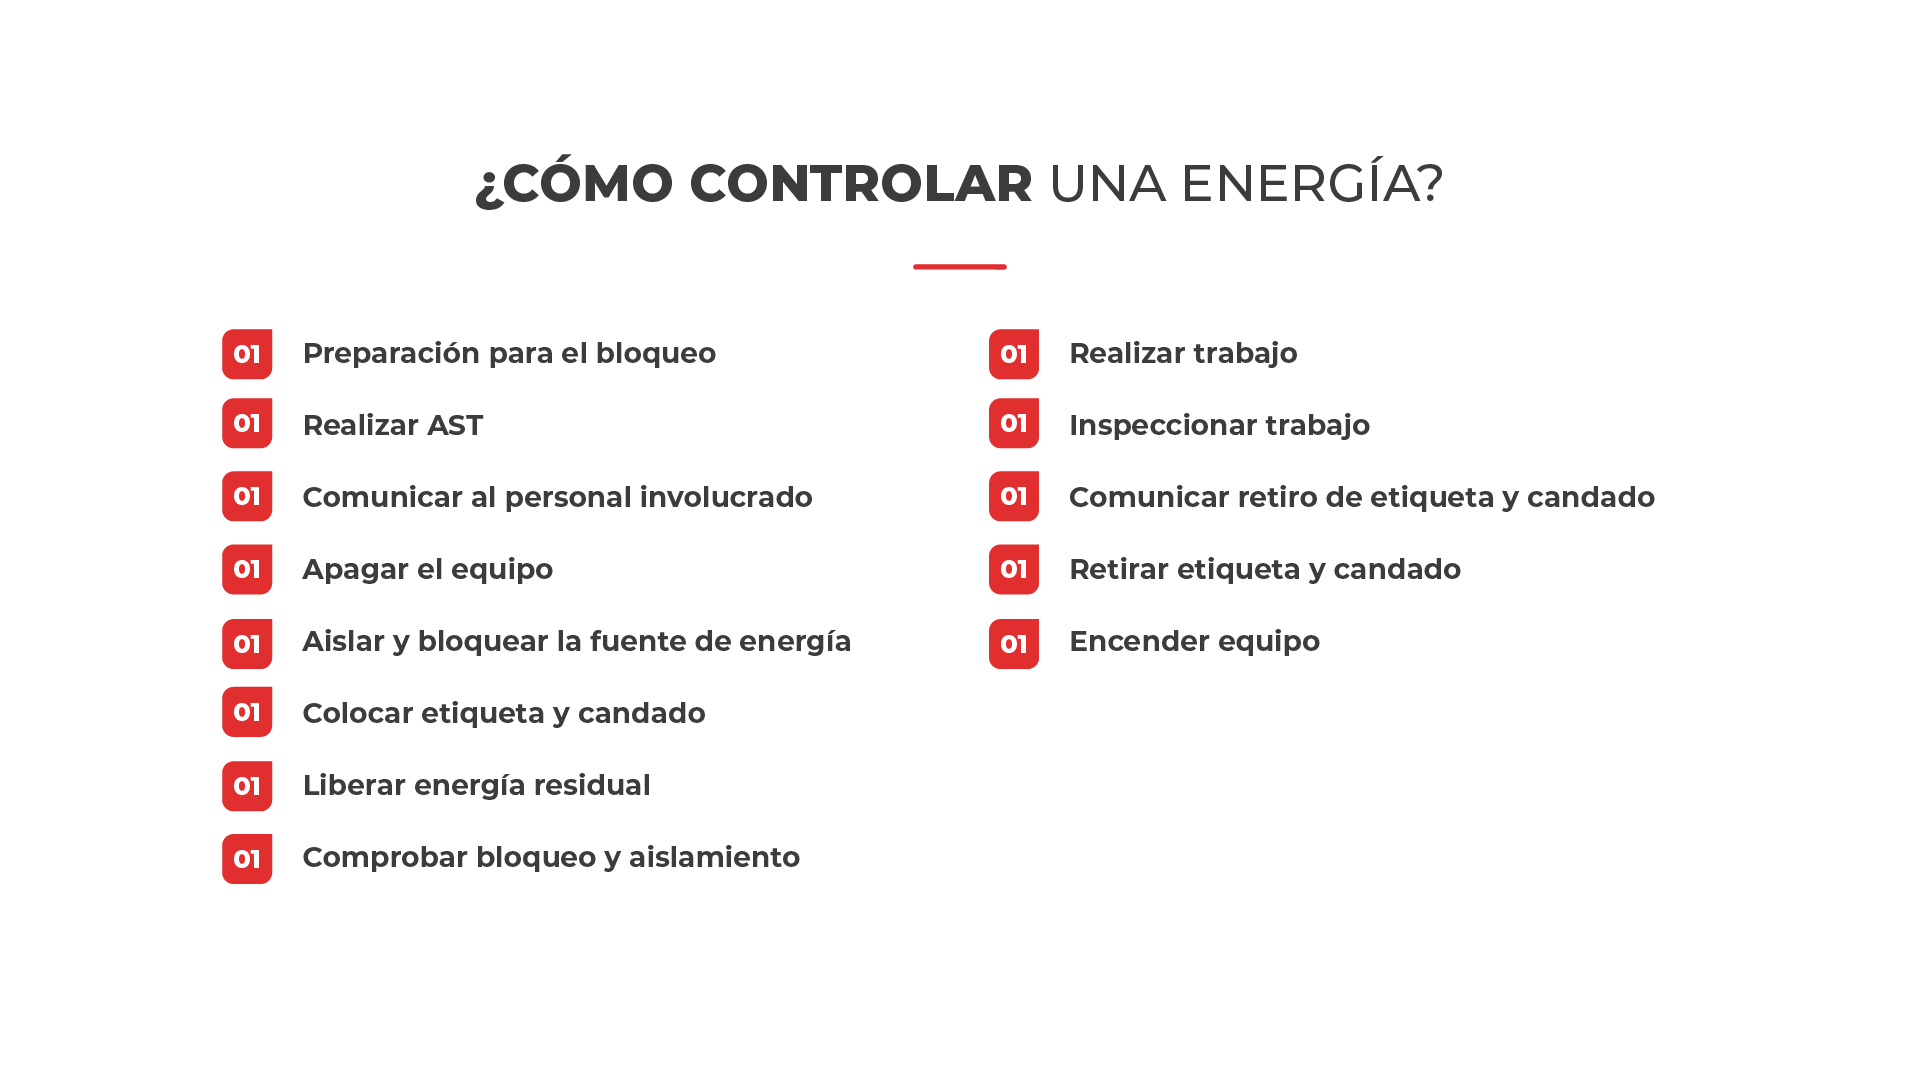 ¿CÓMO CONTROLAR UNA ENERGÍA?
01 Preparación para el bloqueo
01 Realizar AST
01 Comunicar al personal involucrado
01 Apagar el equipo
01 Aislar y bloquear la fuente de energía
01 Colocar etiqueta y candado
01 Liberar energía residual
01 Comprobar bloqueo y aislamiento
01 Realizar trabajo
01 Inspeccionar trabajo
01 Comunicar retiro de etiqueta y candado
01 Retirar etiqueta y candado
01 Encender equipo